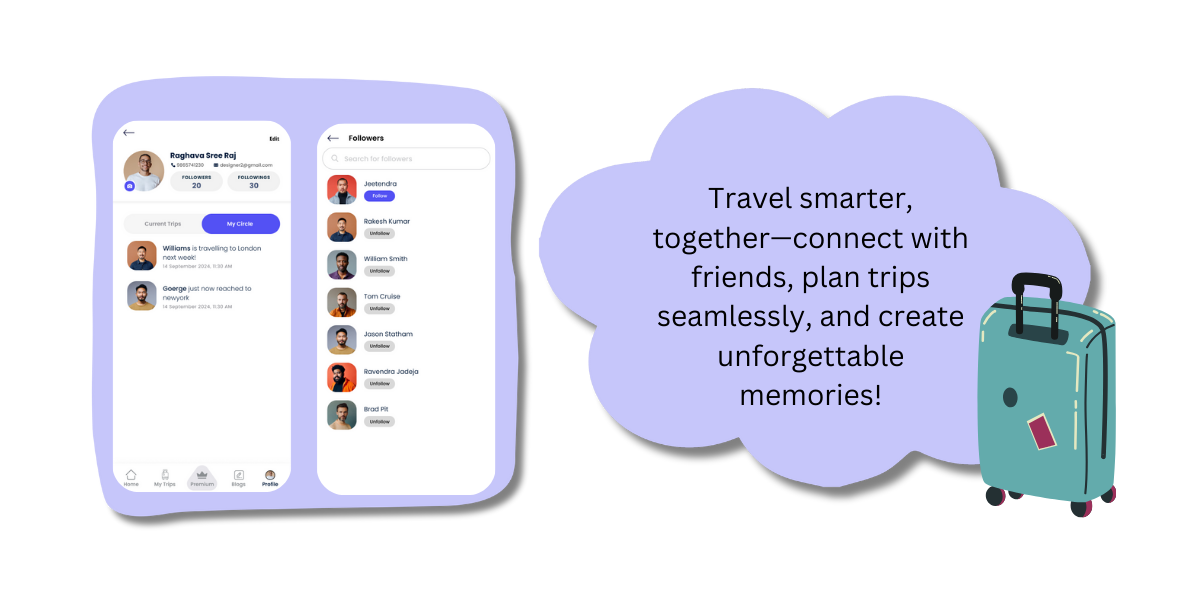 Edit
Raghava Sree Raj
9955741239 designer2@gmail.com
FOLLOWERS
20
FOLLOWINGS
30
Current Trips
My Circle
Williams is travelling to London
next week!
14 September 2024, 11:30 AM
Goerge just now reached to
newyork
14 September 2024, 11:30 AM
Home
My Trips
Premium
Blogs
Profile
Followers
Search for followers
Jeetendra
Follow
Rakesh Kumar
Unfollow
William Smith
Unfollow
Tom Cruise
Unfollow
Jason Statham
Unfollow
Ravendra Jadeja
Unfollow
Brad Pit
Unfollow
Travel smarter,
together—connect with
friends, plan trips
seamlessly, and create
unforgettable
memories!